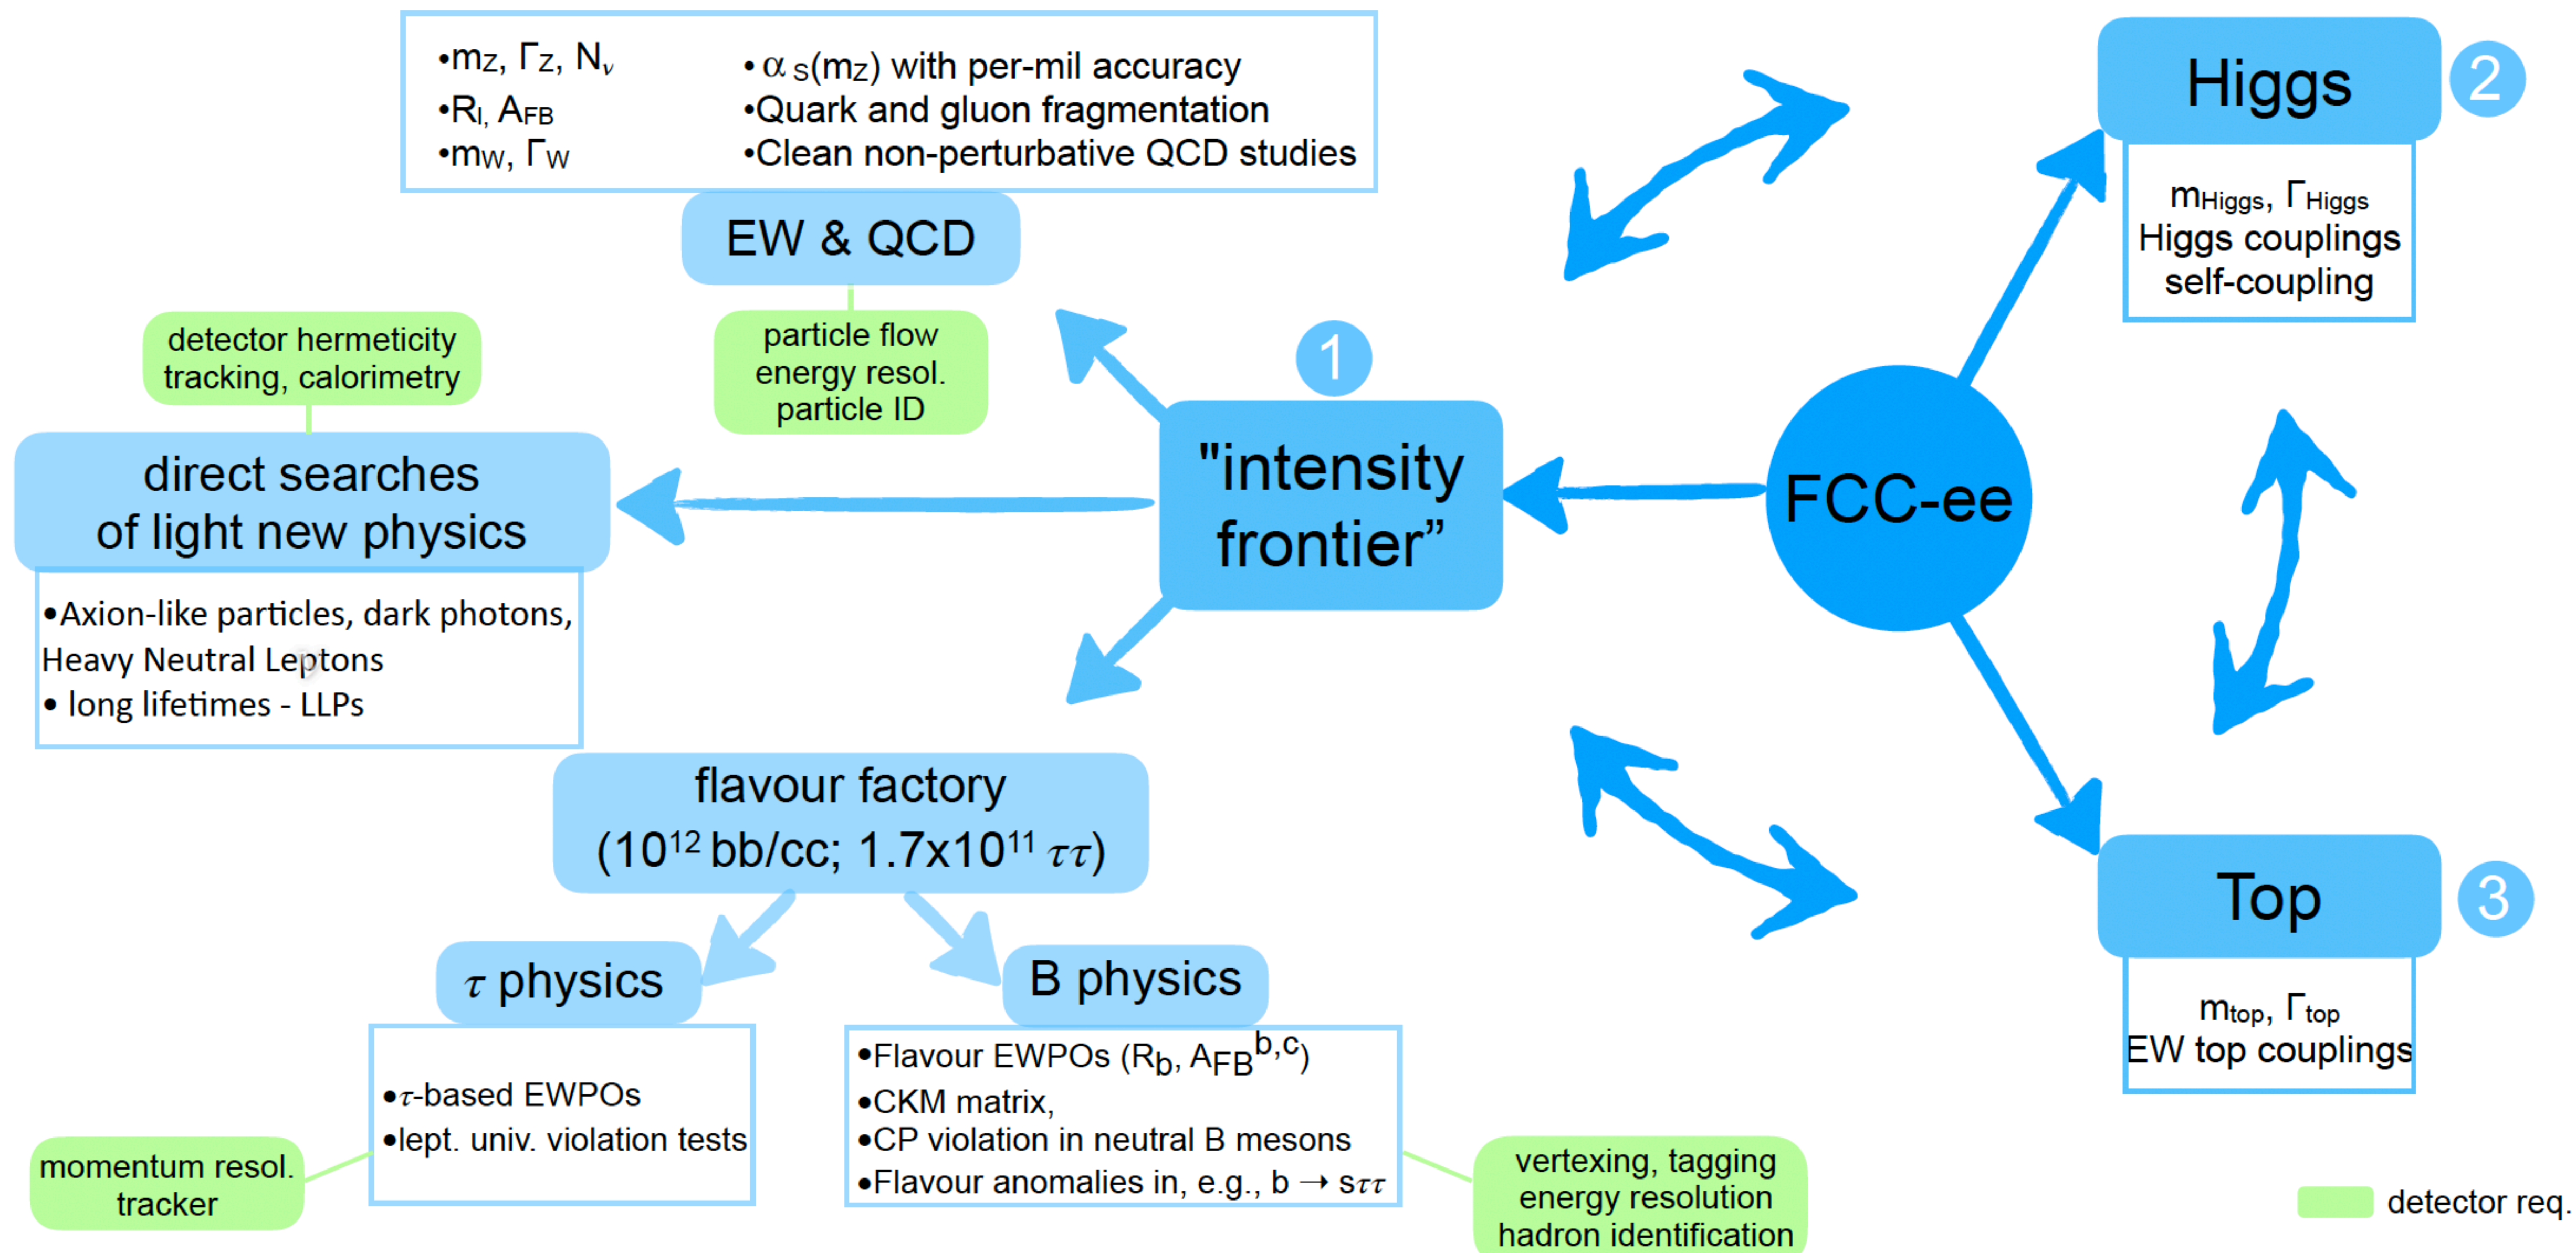 •mZ, ΓZ, Nν
•Rl, AFB
•mW, ΓW
• αS(mZ) with per-mil accuracy
•Quark and gluon fragmentation
•Clean non-perturbative QCD studies
EW & QCD
particle flow
energy resol.
particle ID
detector hermeticity
tracking, calorimetry
direct searches
of light new physics
•Axion-like particles, dark photons,
Heavy Neutral Leptons
• long lifetimes - LLPs
1
"intensity
frontier”
FCC-ee
Higgs
2
mHiggs, ΓHiggs
Higgs couplings
self-coupling
flavour factory
(10¹² bb/cc; 1.7x10¹¹ ττ)
τ physics
•τ-based EWPOs
•lept. univ. violation tests
momentum resol.
tracker
B physics
•Flavour EWPOs (Rb, AFBb,c)
•CKM matrix,
•CP violation in neutral B mesons
•Flavour anomalies in, e.g., b → sττ
vertexing, tagging
energy resolution
hadron identification
Top
3
mtop, Γtop
EW top couplings
detector req.